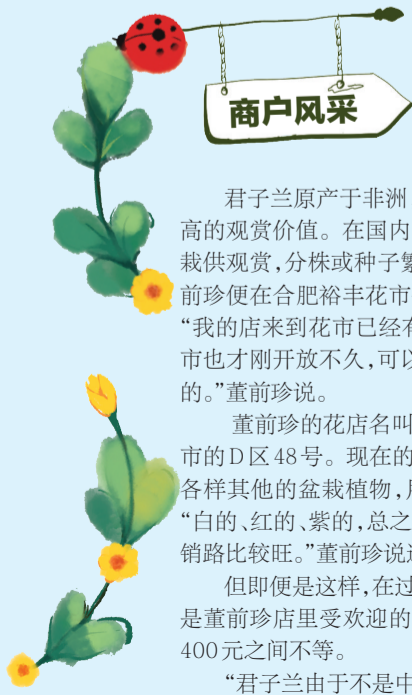 商户风采
君子兰原产于非洲
高的观赏价值。在国内
栽供观赏,分株或种子繁
前珍便在合肥裕丰花市
“我的店来到花市已经有
市也才刚开放不久,可以
的。”董前珍说。
董前珍的花店名叫
市的D区48号。现在的
各样其他的盆栽植物,
“白的、红的、紫的,总之
销路比较旺。”董前珍说
但即便是这样,在过
是董前珍店里受欢迎的
400元之间不等。
“君子兰由于不是中